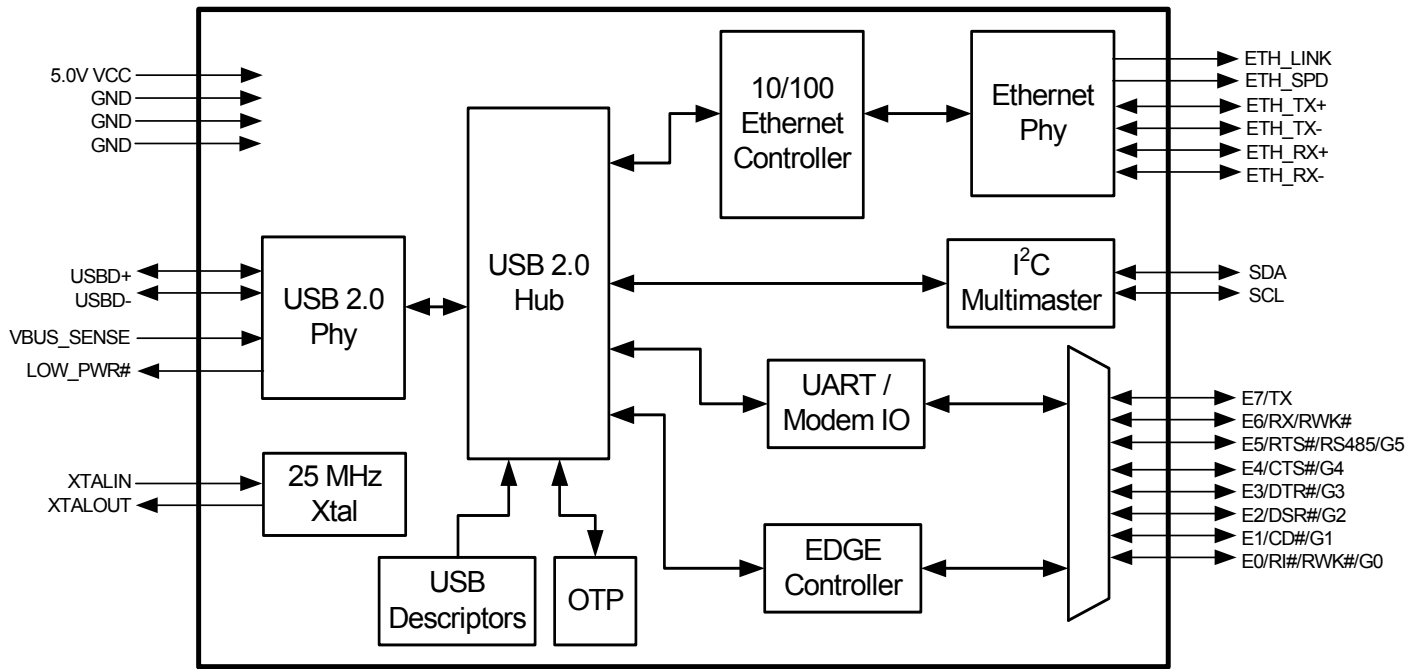 5.0V VCC
GND
GND
GND
USBD+
USBD-
VBUS_SENSE
LOW_PWR#
XTALIN
XTALOUT
USB 2.0
Phy
25 MHz
Xtal
USB 2.0
Hub
USB
Descriptors
OTP
10/100
Ethernet
Controller
Ethernet
Phy
I²C
Multimaster
UART /
Modem IO
EDGE
Controller
ETH_LINK
ETH_SPD
ETH_TX+
ETH_TX-
ETH_RX+
ETH_RX-
SDA
SCL
E7/TX
E6/RX/RWK#
E5/RTS#/RS485/G5
E4/CTS#/G4
E3/DTR#/G3
E2/DSR#/G2
E1/CD#/G1
E0/RI#/RWK#/G0